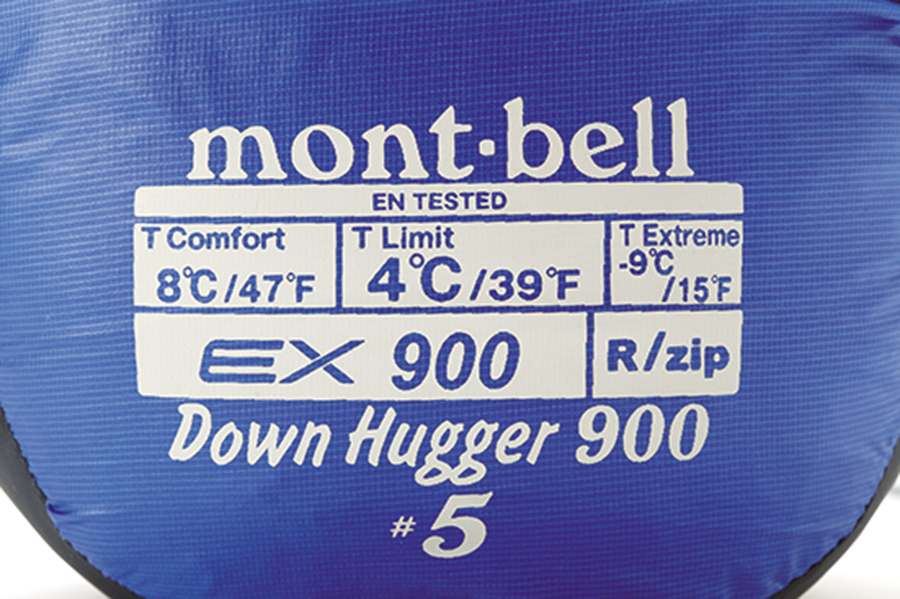 mont·bell
EN TESTED
T Comfort
8℃/47°F
T Limit
4℃/39°F
T Extreme
-9℃
/15°F
EX 900
R/zip
Down Hugger 900
#5